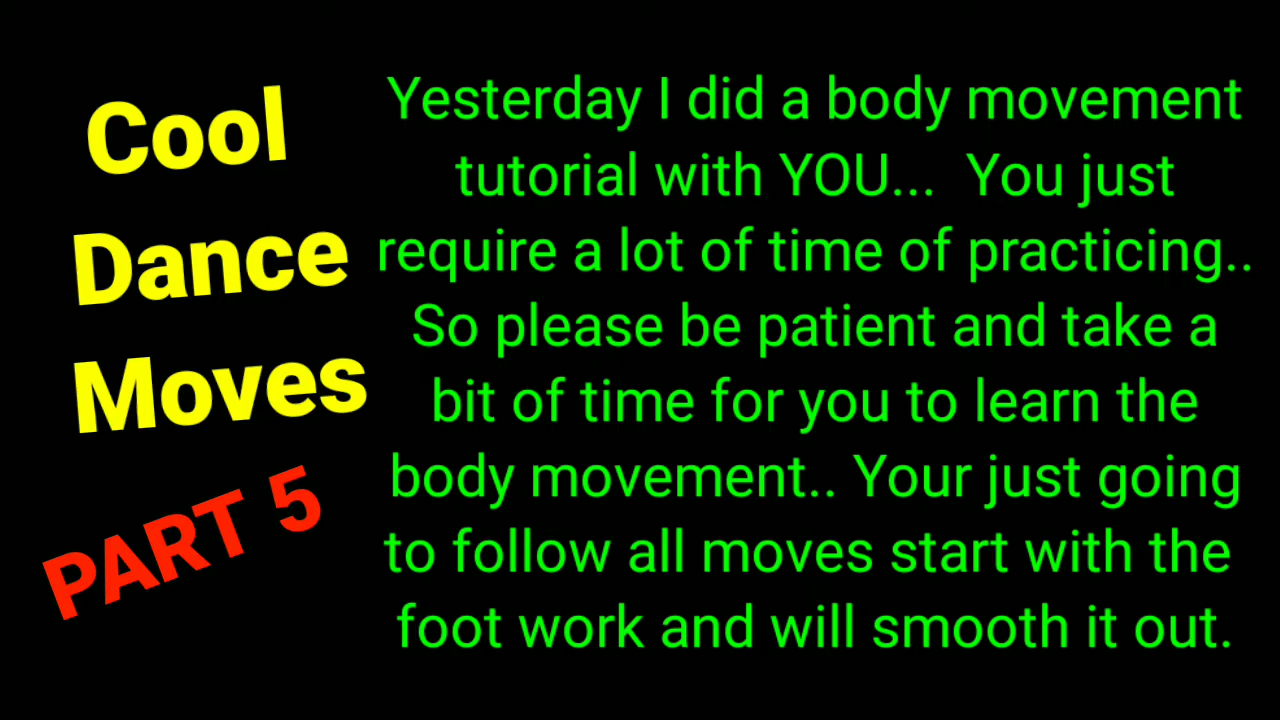 Cool
Dance
Moves
PART 5
Yesterday I did a body movement
tutorial with YOU...  You just
require a lot of time of practicing..
So please be patient and take a
bit of time for you to learn the
body movement.. Your just going
to follow all moves start with the
foot work and will smooth it out.